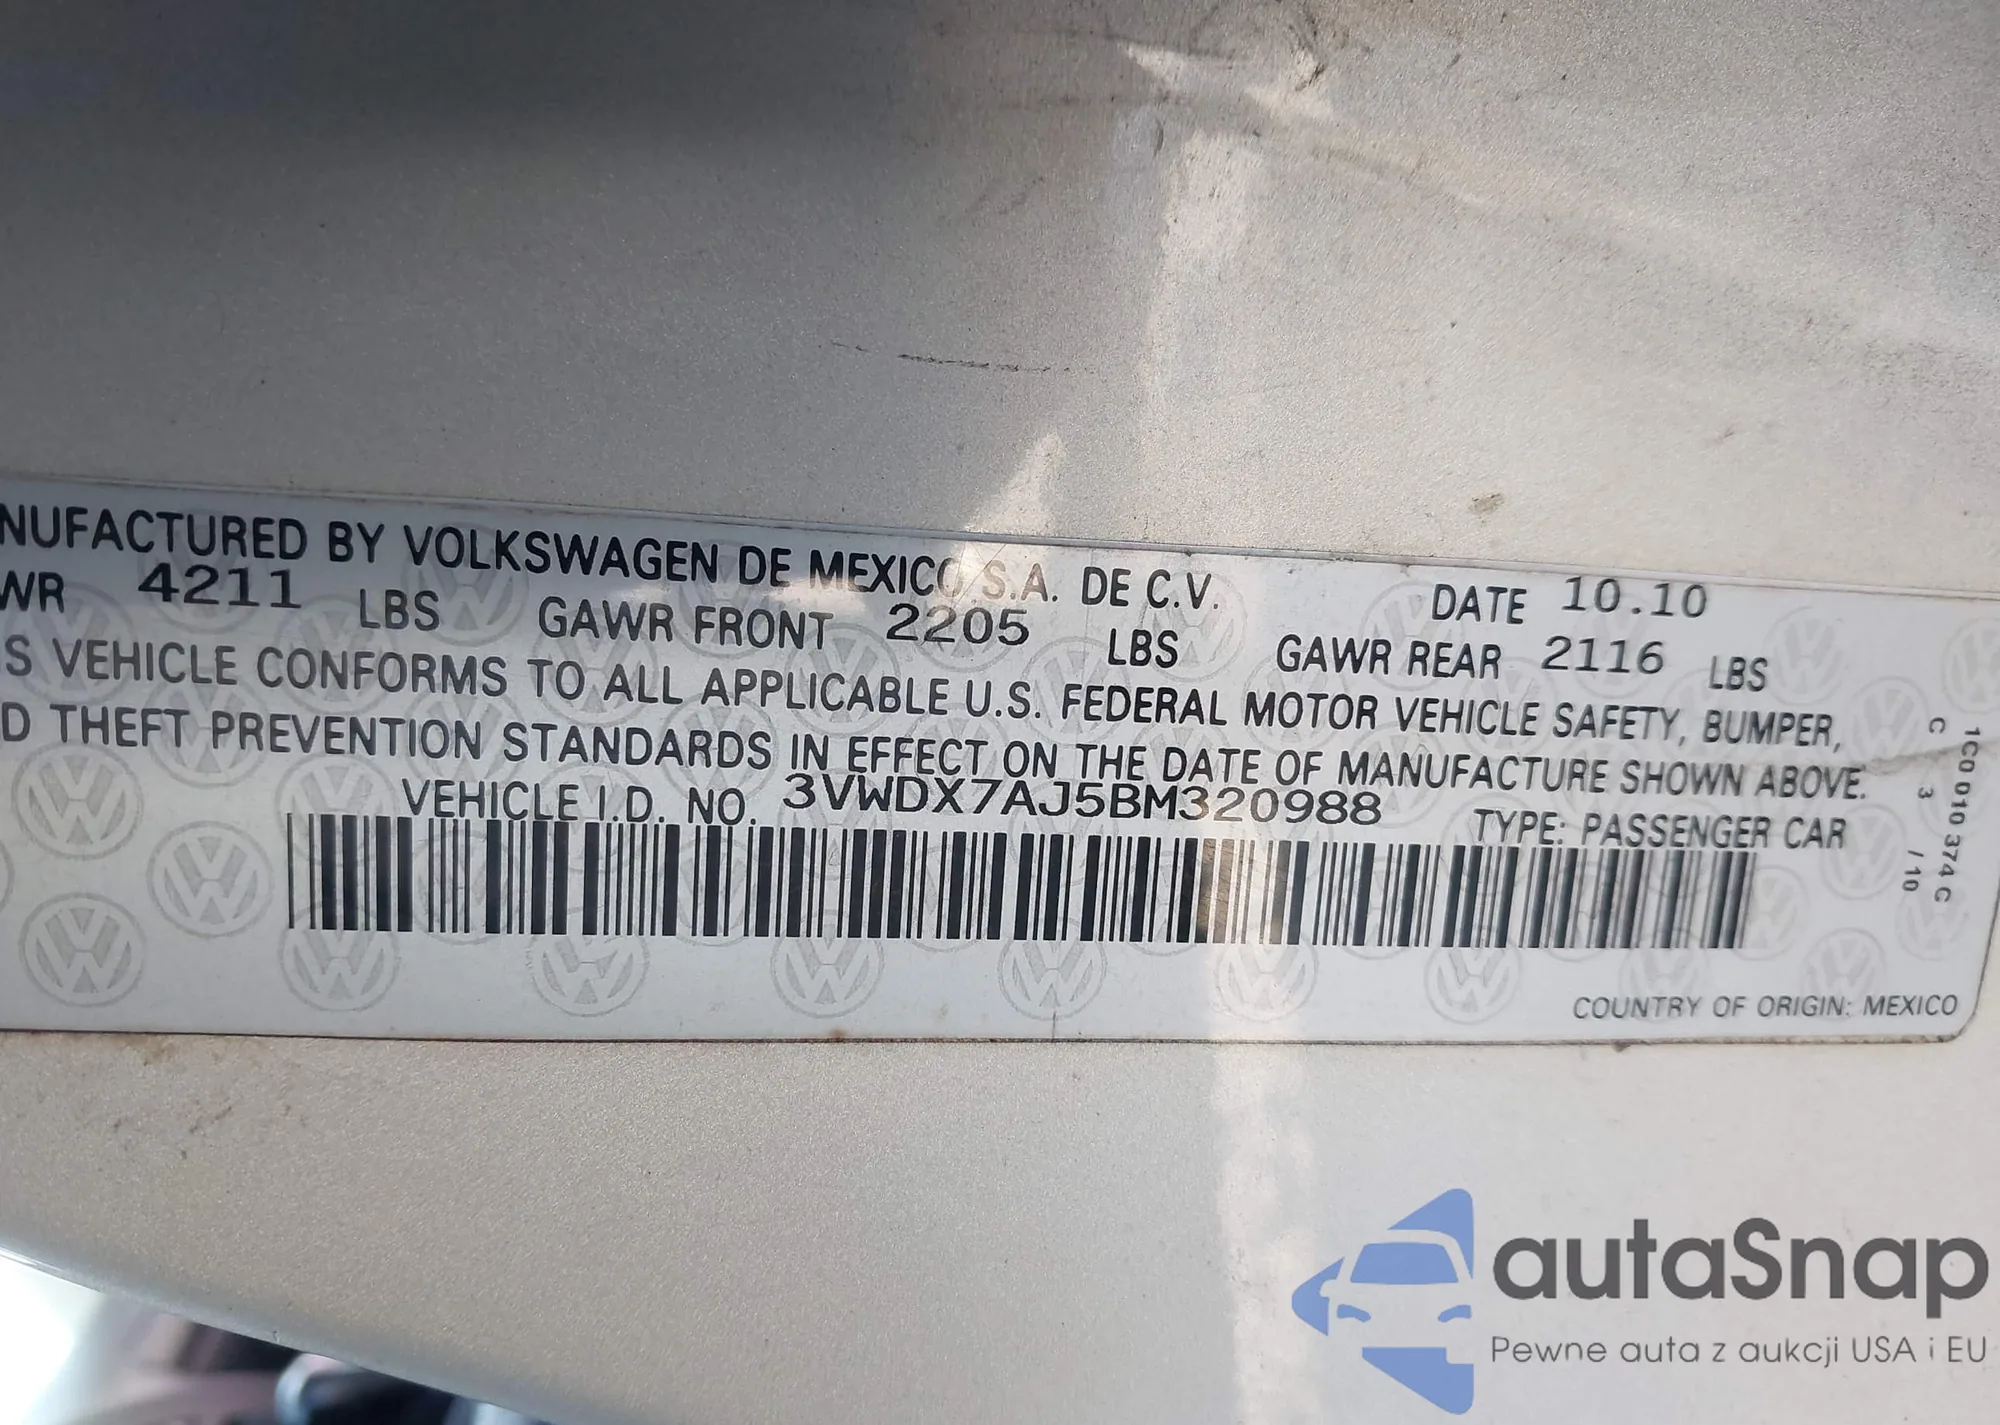 NUFACTURED BY VOLKSWAGEN DE MEXICO S.A. DE C.V. DATE 10.10
WR 4211 LBS GAWR FRONT 2205 LBS GAWR REAR 2116 LBS
S VEHICLE CONFORMS TO ALL APPLICABLE U.S. FEDERAL MOTOR VEHICLE SAFETY, BUMPER,
D THEFT PREVENTION STANDARDS IN EFFECT ON THE DATE OF MANUFACTURE SHOWN ABOVE.
VEHICLE I.D. NO. 3VWDX7AJ5BM320988 TYPE: PASSENGER CAR
COUNTRY OF ORIGIN: MEXICO
1C0 010 374 C
C 3 /10
autaSnap
Pewne auta z aukcji USA i EU